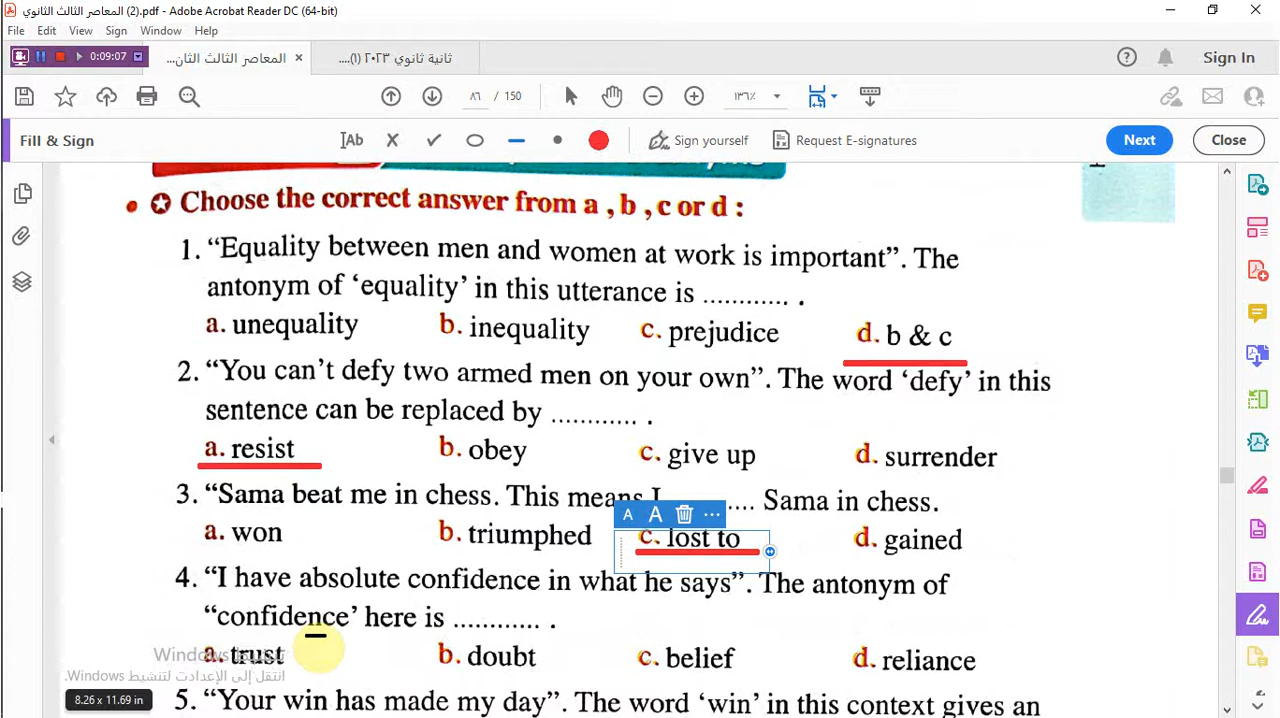 المعاصر الثالث الثانوي (2).pdf - Adobe Acrobat Reader DC (64-bit)
File Edit View Sign Window Help
0:09:07 المعاصر الثالث الثان... × ثانية ثانوي ٢٠٢٣ (١)....
Sign In
٨٦ / 150 ١٣٦٪
Fill & Sign Ab Sign yourself Request E-signatures Next Close
Choose the correct answer from a , b , c or d :
1. “Equality between men and women at work is important”. The
antonym of ‘equality’ in this utterance is ............ .
a. unequality b. inequality c. prejudice d. b & c
2. “You can’t defy two armed men on your own”. The word ‘defy’ in this
sentence can be replaced by ............ .
a. resist b. obey c. give up d. surrender
3. “Sama beat me in chess. This means I .... Sama in chess.
A A ...
a. won b. triumphed c. lost to d. gained
4. “I have absolute confidence in what he says”. The antonym of
“confidence’ here is ............ .
a. trust b. doubt c. belief d. reliance
تنشيط Windows
انتقل إلى الإعدادت لتنشيط Windows.
8.26 x 11.69 in
5. “Your win has made my day”. The word ‘win’ in this context gives an